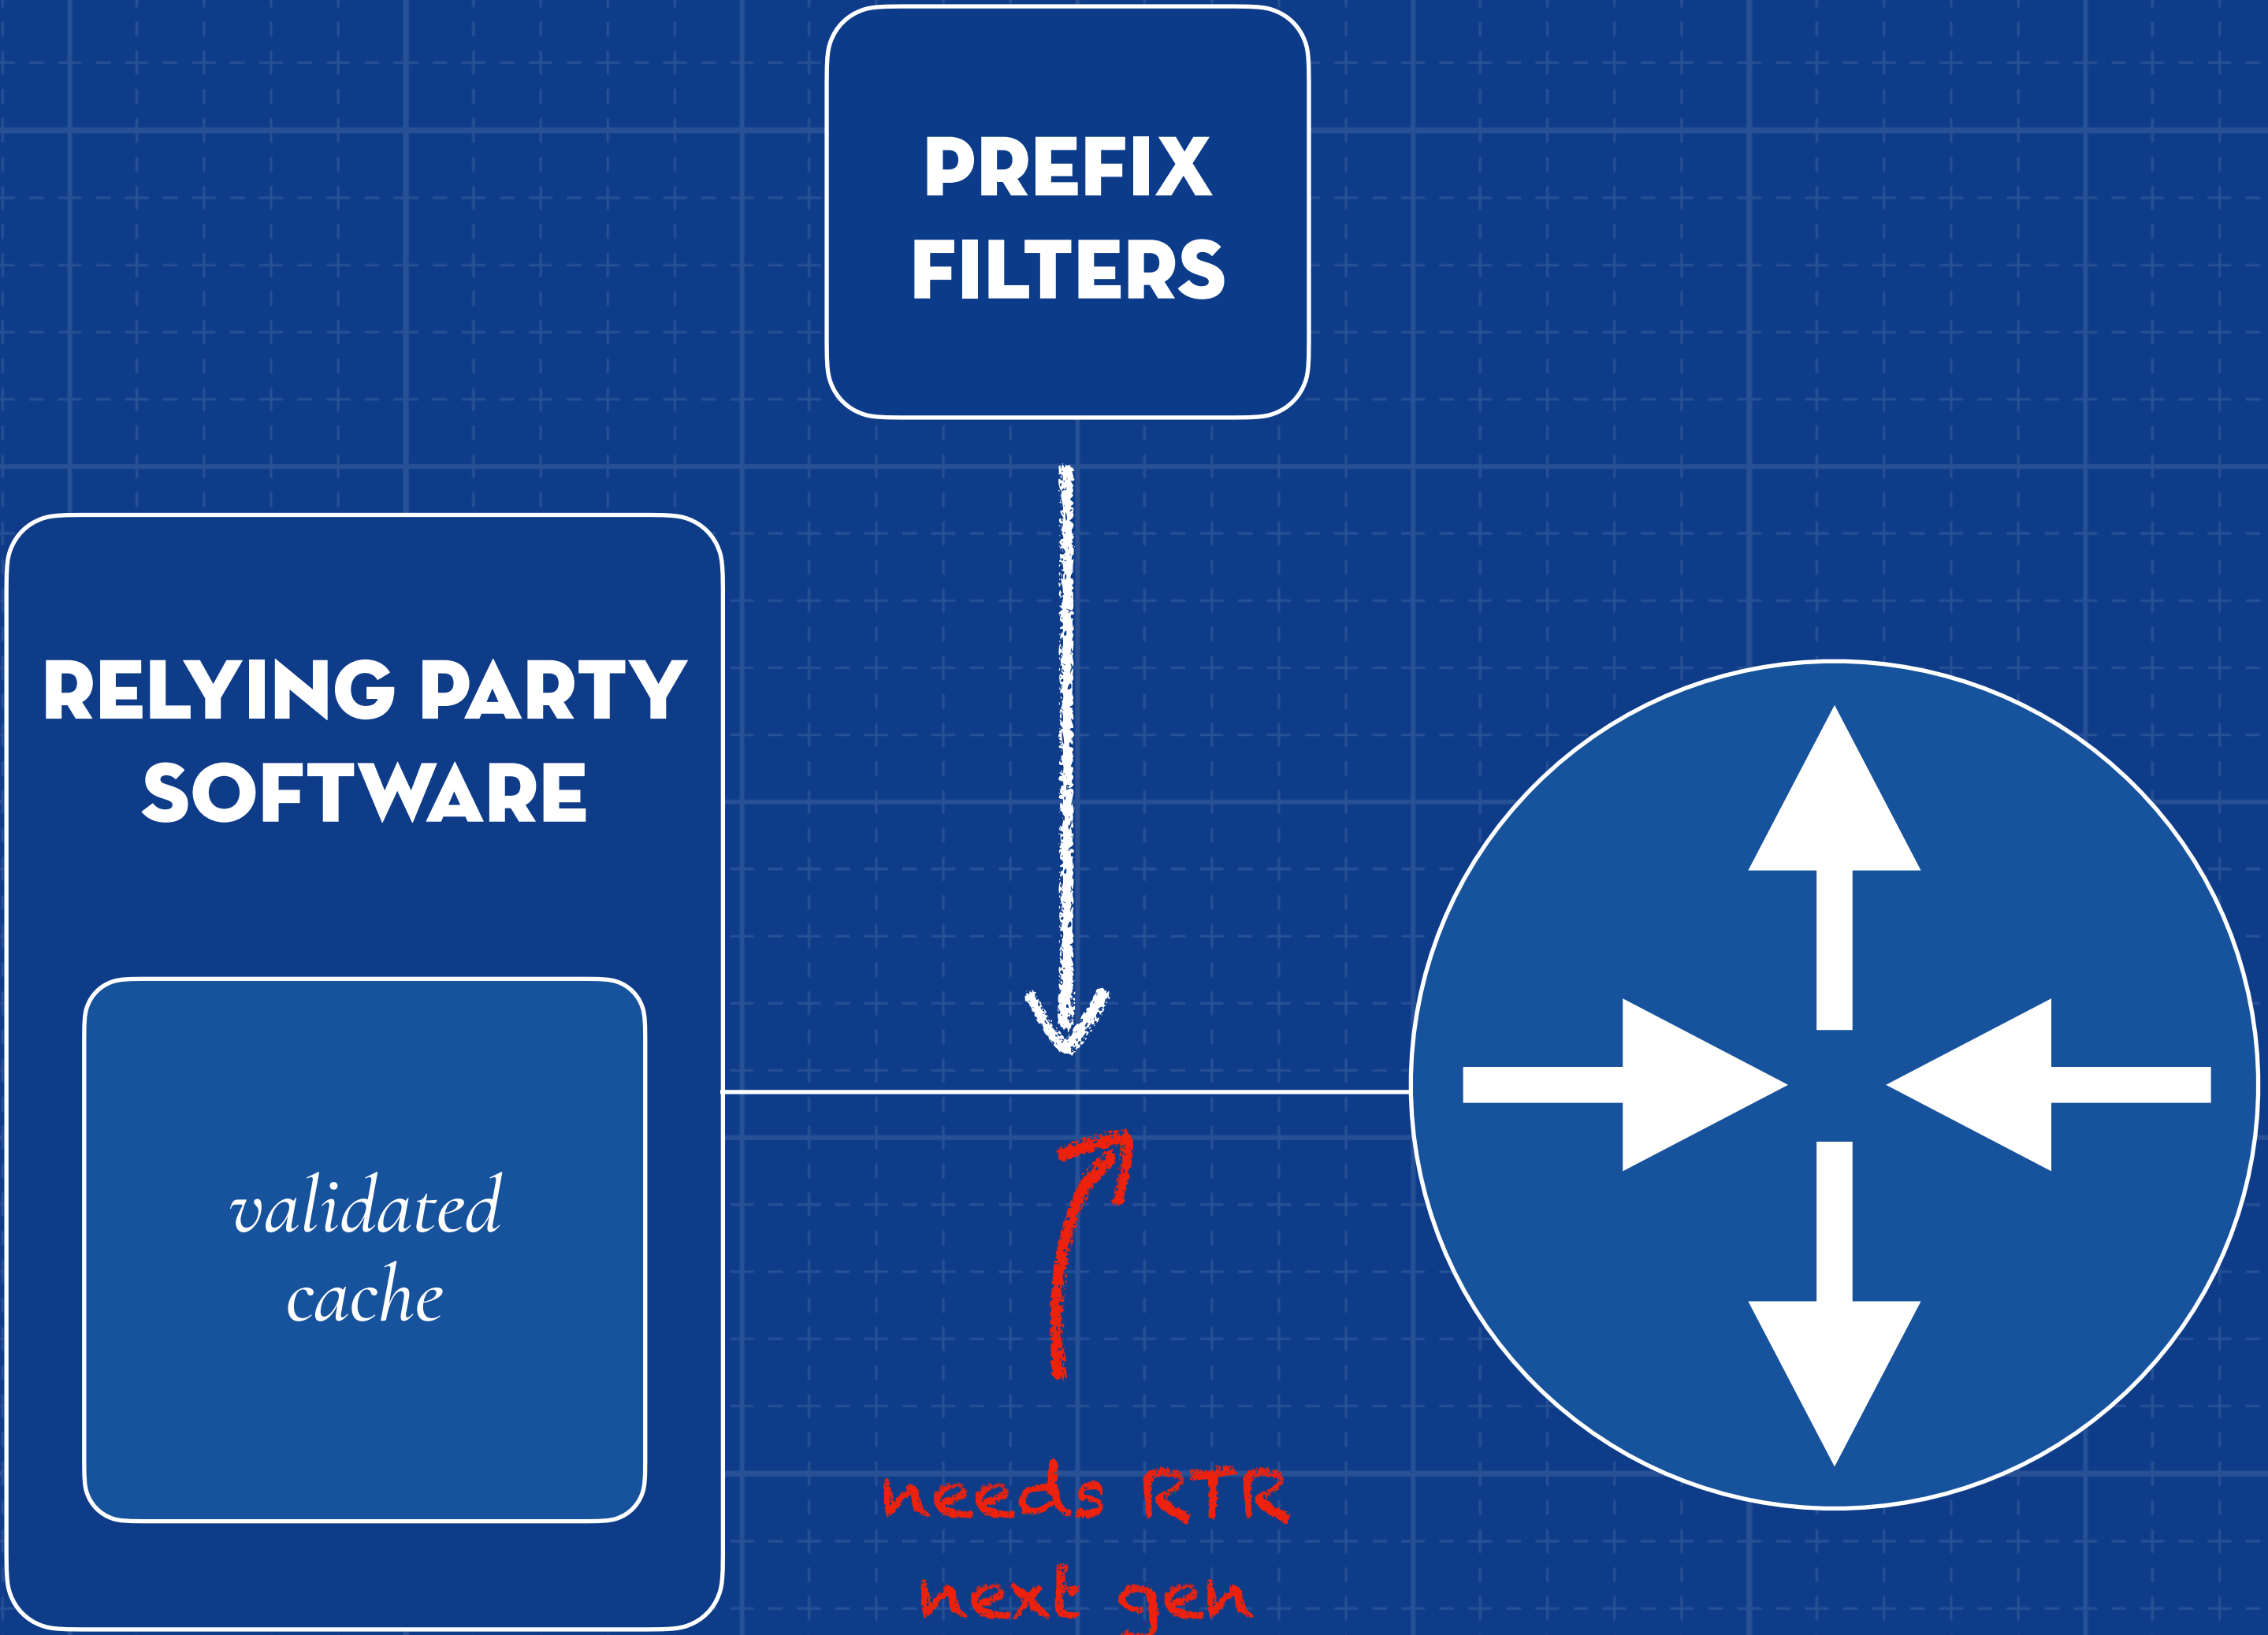 PREFIX
FILTERS
RELYING PARTY
SOFTWARE
validated
cache
needs RTR
next gen